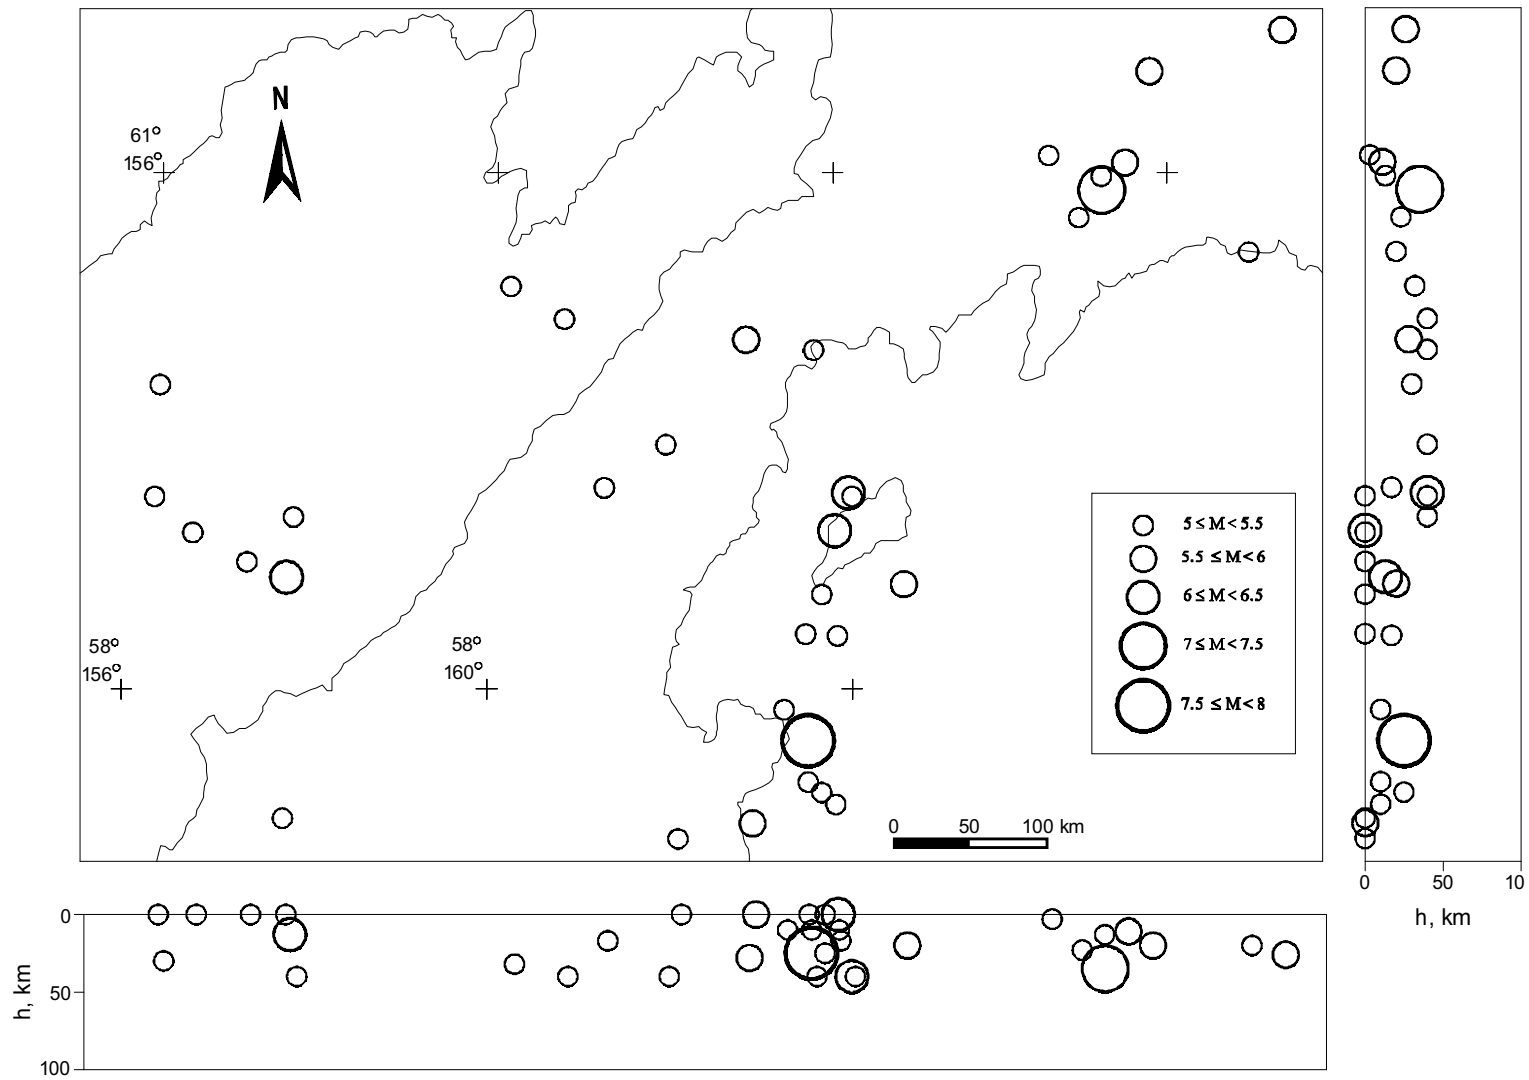 N
61°
156°
58°
156°
58°
160°
5 ≤ M < 5.5
5.5 ≤ M < 6
6 ≤ M < 6.5
7 ≤ M < 7.5
7.5 ≤ M < 8
0 50 100 km
0 50 10
h, km
0
50
100
h, km